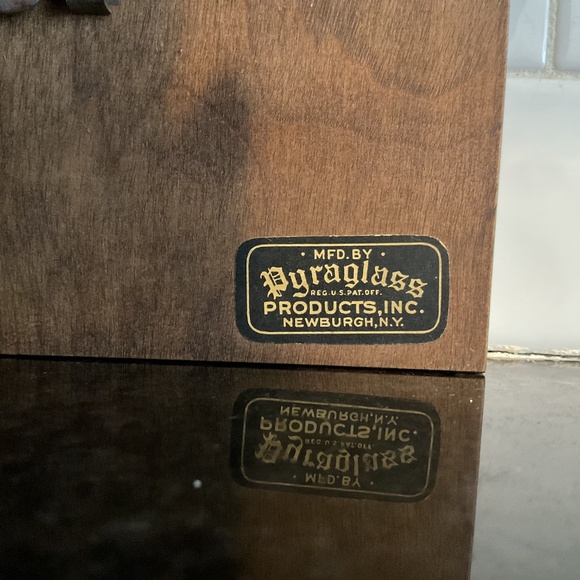 · MFD. BY ·
Pyraglass
REG. U.S. PAT. OFF.
PRODUCTS, INC.
NEWBURGH, N.Y.